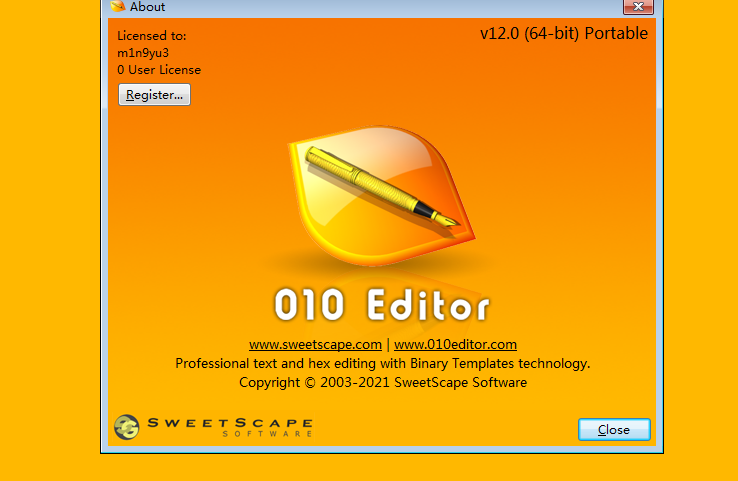 About
Licensed to:
m1n9yu3
0 User License
Register...
v12.0 (64-bit) Portable
010 Editor
www.sweetscape.com | www.010editor.com
Professional text and hex editing with Binary Templates technology.
Copyright © 2003-2021 SweetScape Software
SWEETSCAPE
SOFTWARE
Close